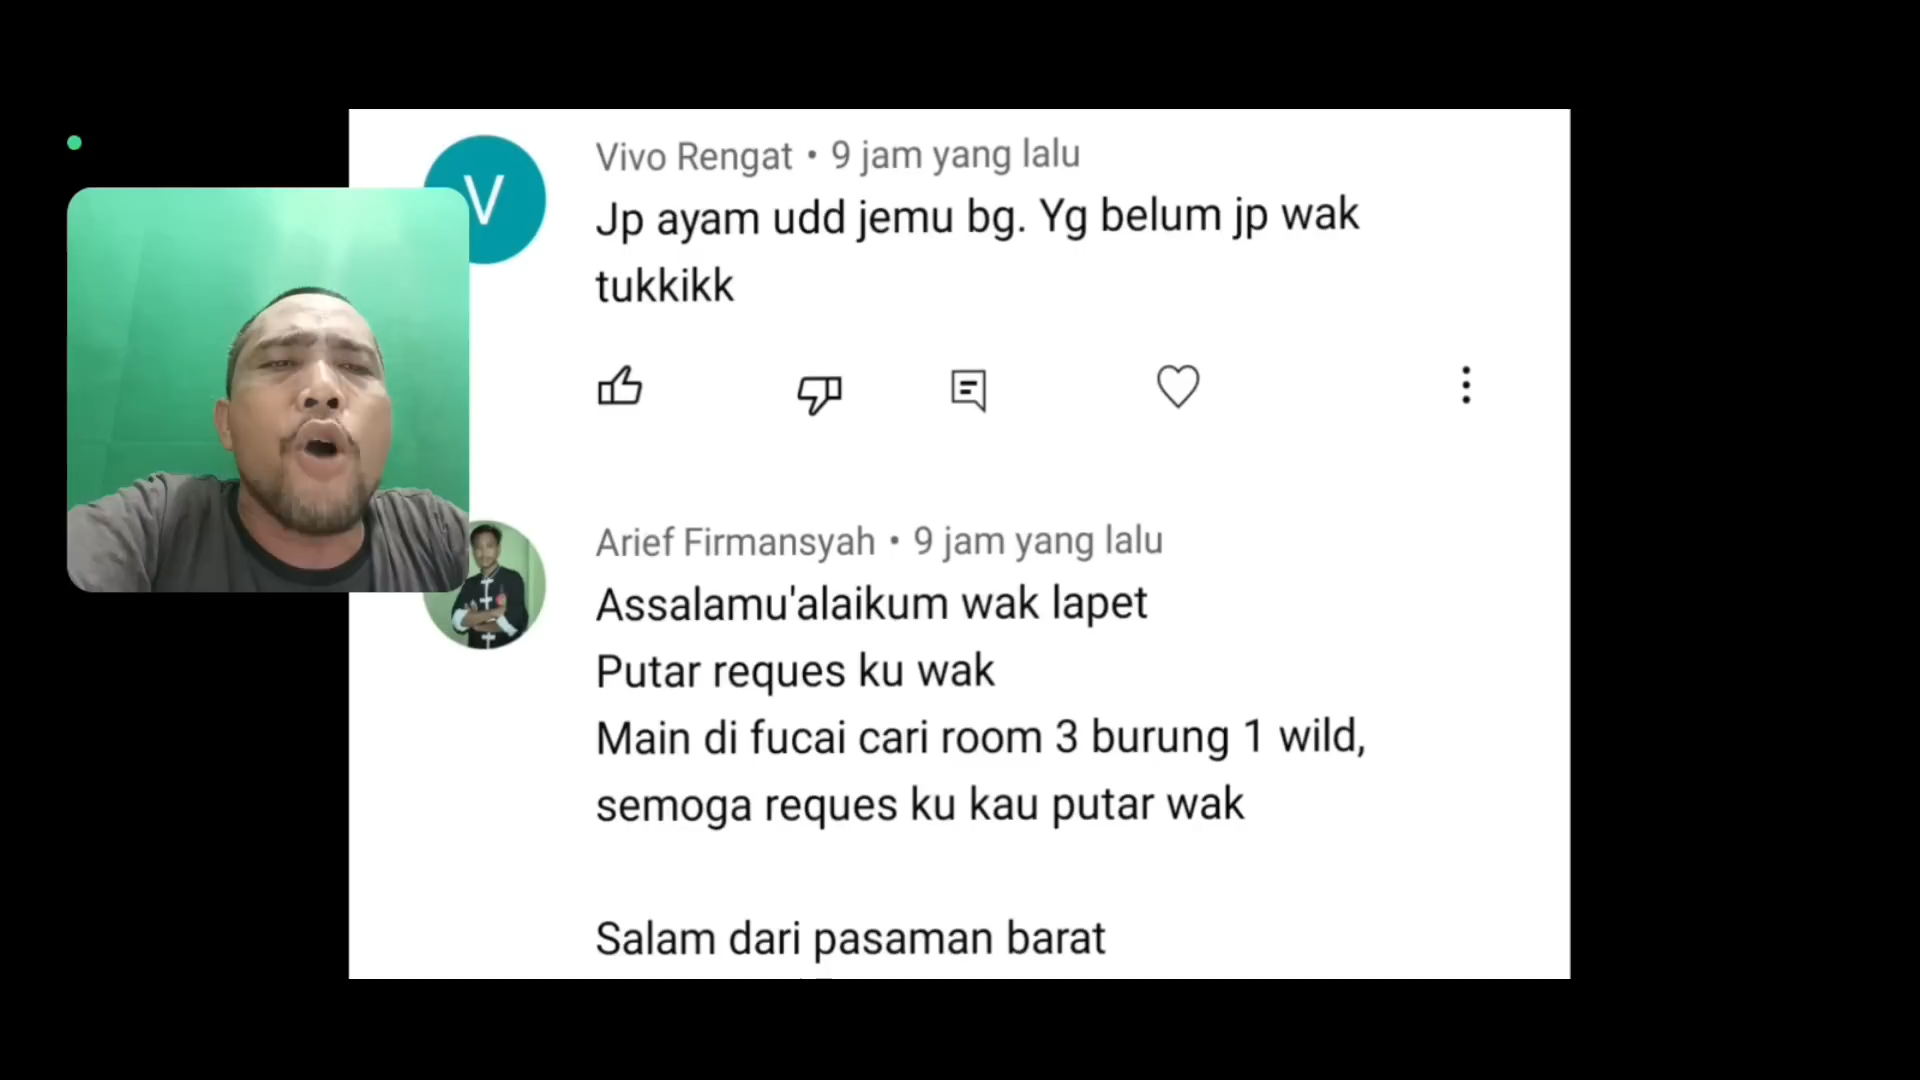 V
Vivo Rengat • 9 jam yang lalu
Jp ayam udd jemu bg. Yg belum jp wak
tukkikk
Arief Firmansyah • 9 jam yang lalu
Assalamu'alaikum wak lapet
Putar reques ku wak
Main di fucai cari room 3 burung 1 wild,
semoga reques ku kau putar wak
Salam dari pasaman barat